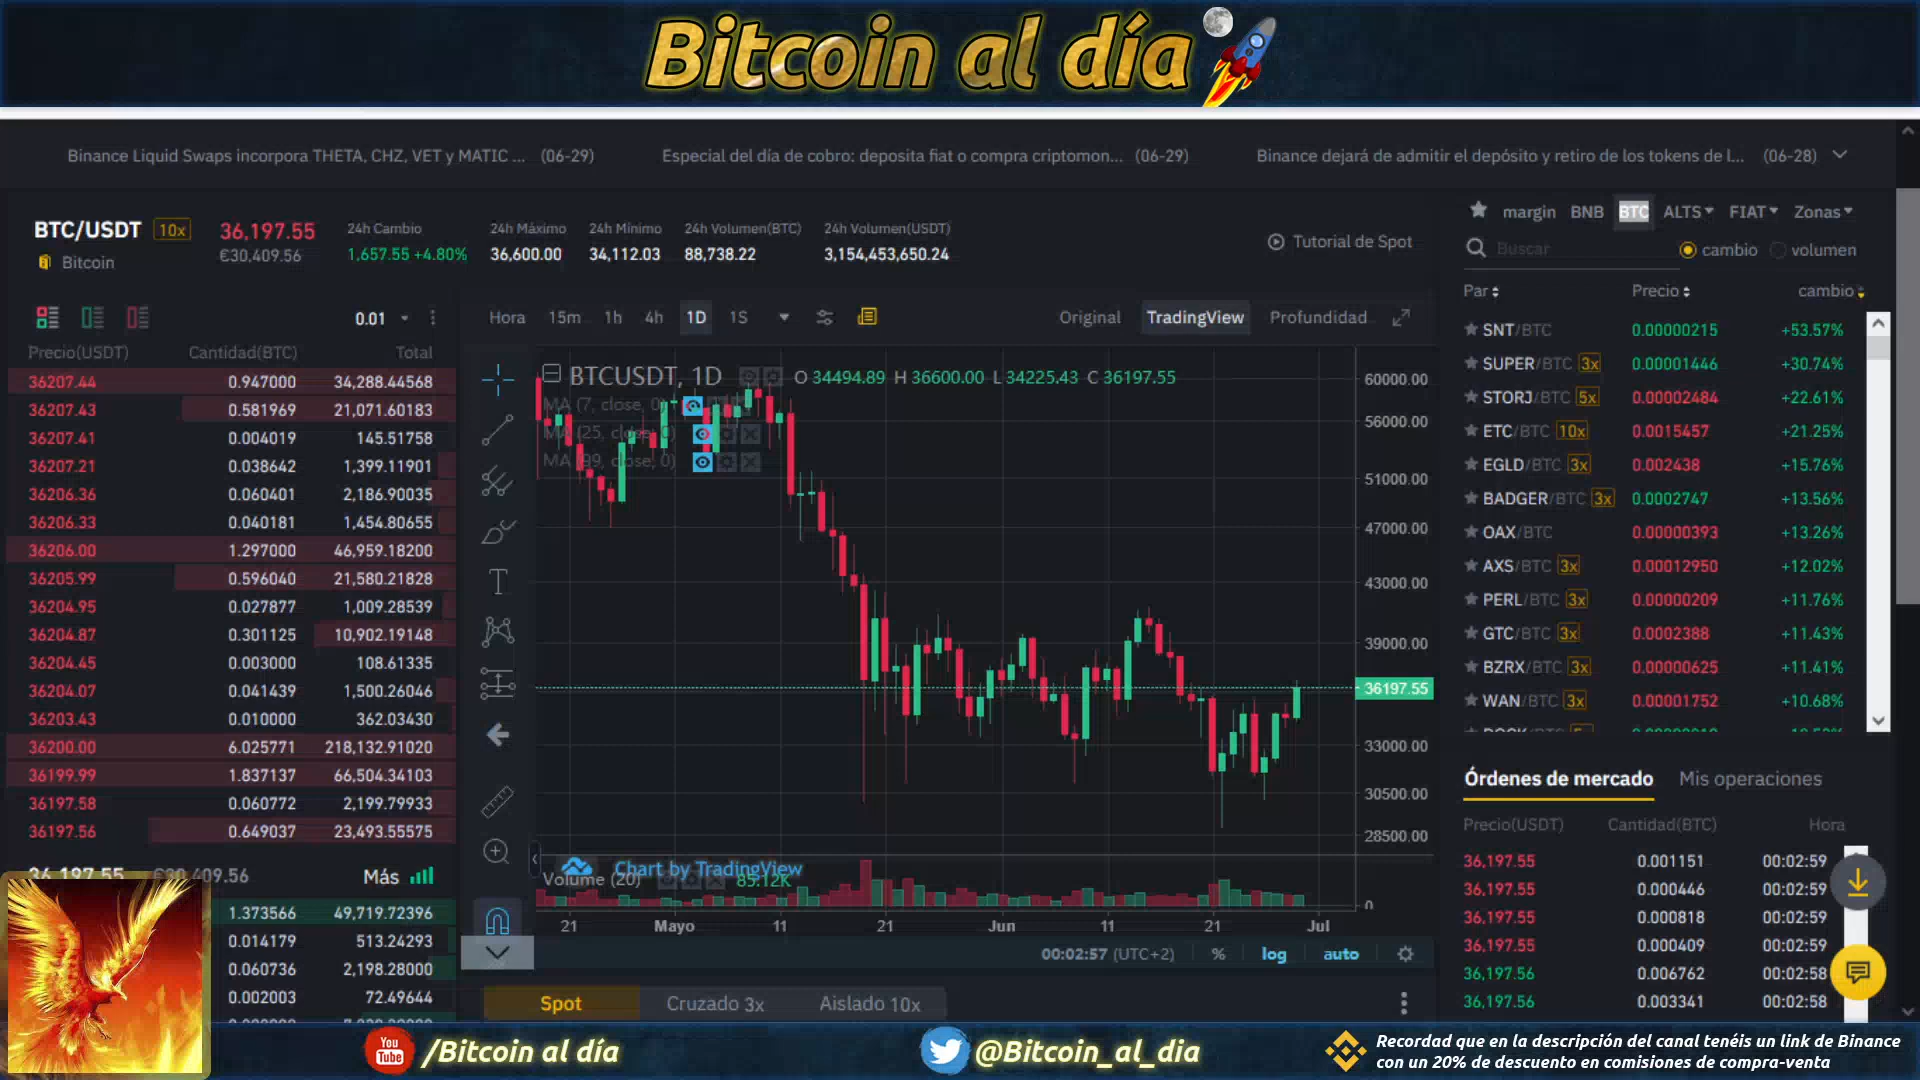 Bitcoin al día
Binance Liquid Swaps incorpora THETA, CHZ, VET y MATIC ... (06-29)
Especial del día de cobro: deposita fiat o compra criptomon... (06-29)
Binance dejará de admitir el depósito y retiro de los tokens de l... (06-28)
BTC/USDT 10x
Bitcoin
36,197.55
€30,409.56
24h Cambio
1,657.55 +4.80%
24h Máximo
36,600.00
24h Mínimo
34,112.03
24h Volumen(BTC)
88,738.22
24h Volumen(USDT)
3,154,453,650.24
Tutorial de Spot
0.01
Precio(USDT) Cantidad(BTC) Total
36207.44 0.947000 34,288.44568
36207.43 0.581969 21,071.60183
36207.41 0.004019 145.51758
36207.21 0.038642 1,399.11901
36206.36 0.060401 2,186.90035
36206.33 0.040181 1,454.80655
36206.00 1.297000 46,959.18200
36205.99 0.596040 21,580.21828
36204.95 0.027877 1,009.28539
36204.87 0.301125 10,902.19148
36204.45 0.003000 108.61335
36204.07 0.041439 1,500.26046
36203.43 0.010000 362.03430
36200.00 6.025771 218,132.91020
36199.99 1.837137 66,504.34103
36197.58 0.060772 2,199.79933
36197.56 0.649037 23,493.55575
36,197.55 €30,409.56 Más
1.373566 49,719.72396
0.014179 513.24293
0.060736 2,198.28000
0.002003 72.49644
Hora 15m 1h 4h 1D 1S
Original TradingView Profundidad
BTCUSDT, 1D O 34494.89 H 36600.00 L 34225.43 C 36197.55
MA (7, close, 0)
MA (25, close, 0)
MA (99, close, 0)
60000.00
56000.00
51000.00
47000.00
43000.00
39000.00
36197.55
33000.00
30500.00
28500.00
0
Chart by TradingView
Volume (20) 85.12K
21 Mayo 11 21 Jun 11 21 Jul
00:02:57 (UTC+2) % log auto
Spot Cruzado 3x Aislado 10x
margin BNB BTC ALTS FIAT Zonas
Buscar cambio volumen
Par Precio cambio
SNT/BTC 0.00000215 +53.57%
SUPER/BTC 3x 0.00001446 +30.74%
STORJ/BTC 5x 0.00002484 +22.61%
ETC/BTC 10x 0.0015457 +21.25%
EGLD/BTC 3x 0.002438 +15.76%
BADGER/BTC 3x 0.0002747 +13.56%
OAX/BTC 0.00000393 +13.26%
AXS/BTC 3x 0.00012950 +12.02%
PERL/BTC 3x 0.00000209 +11.76%
GTC/BTC 3x 0.0002388 +11.43%
BZRX/BTC 3x 0.00000625 +11.41%
WAN/BTC 3x 0.00001752 +10.68%
Órdenes de mercado Mis operaciones
Precio(USDT) Cantidad(BTC) Hora
36,197.55 0.001151 00:02:59
36,197.55 0.000446 00:02:59
36,197.55 0.000818 00:02:59
36,197.55 0.000409 00:02:59
36,197.56 0.006762 00:02:58
36,197.56 0.003341 00:02:58
You Tube /Bitcoin al día
@Bitcoin_al_dia
Recordad que en la descripción del canal tenéis un link de Binance
con un 20% de descuento en comisiones de compra-venta